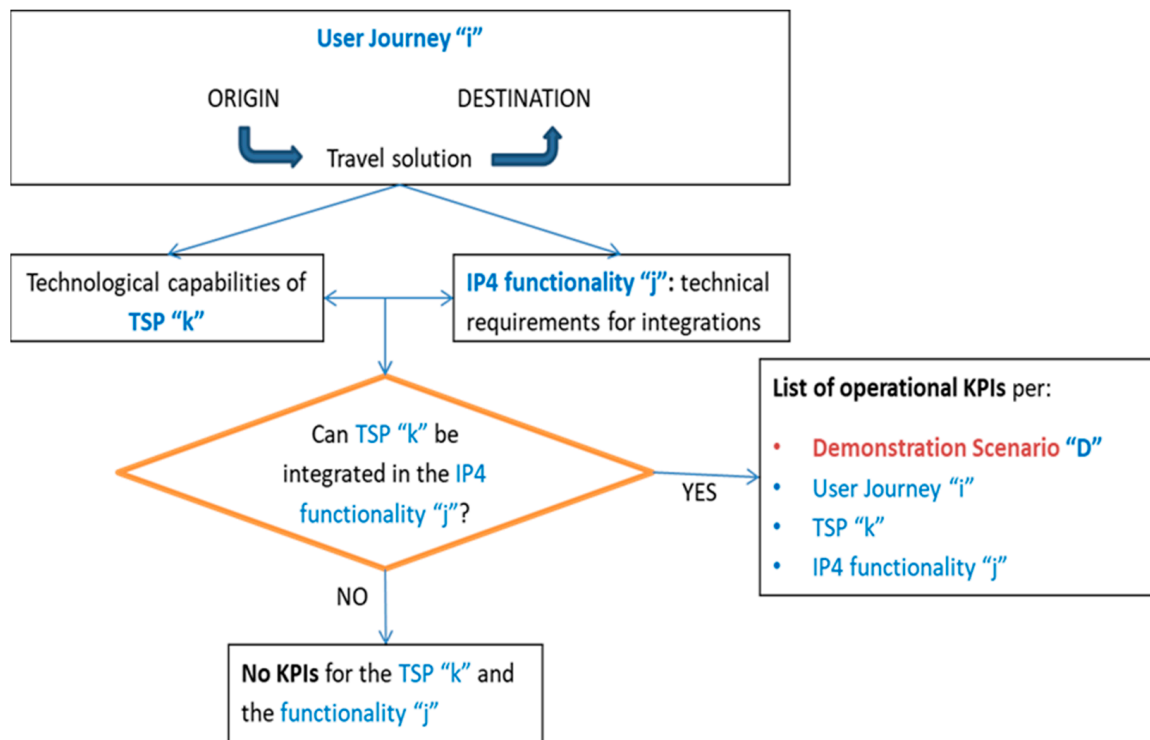 User Journey “i”
ORIGIN
DESTINATION
Travel solution
Technological capabilities of
TSP “k”
IP4 functionality “j”: technical
requirements for integrations
Can TSP “k” be
integrated in the IP4
functionality “j”?
YES
List of operational KPIs per:
• Demonstration Scenario “D”
• User Journey “i”
• TSP “k”
• IP4 functionality “j”
NO
No KPIs for the TSP “k” and
the functionality “j”